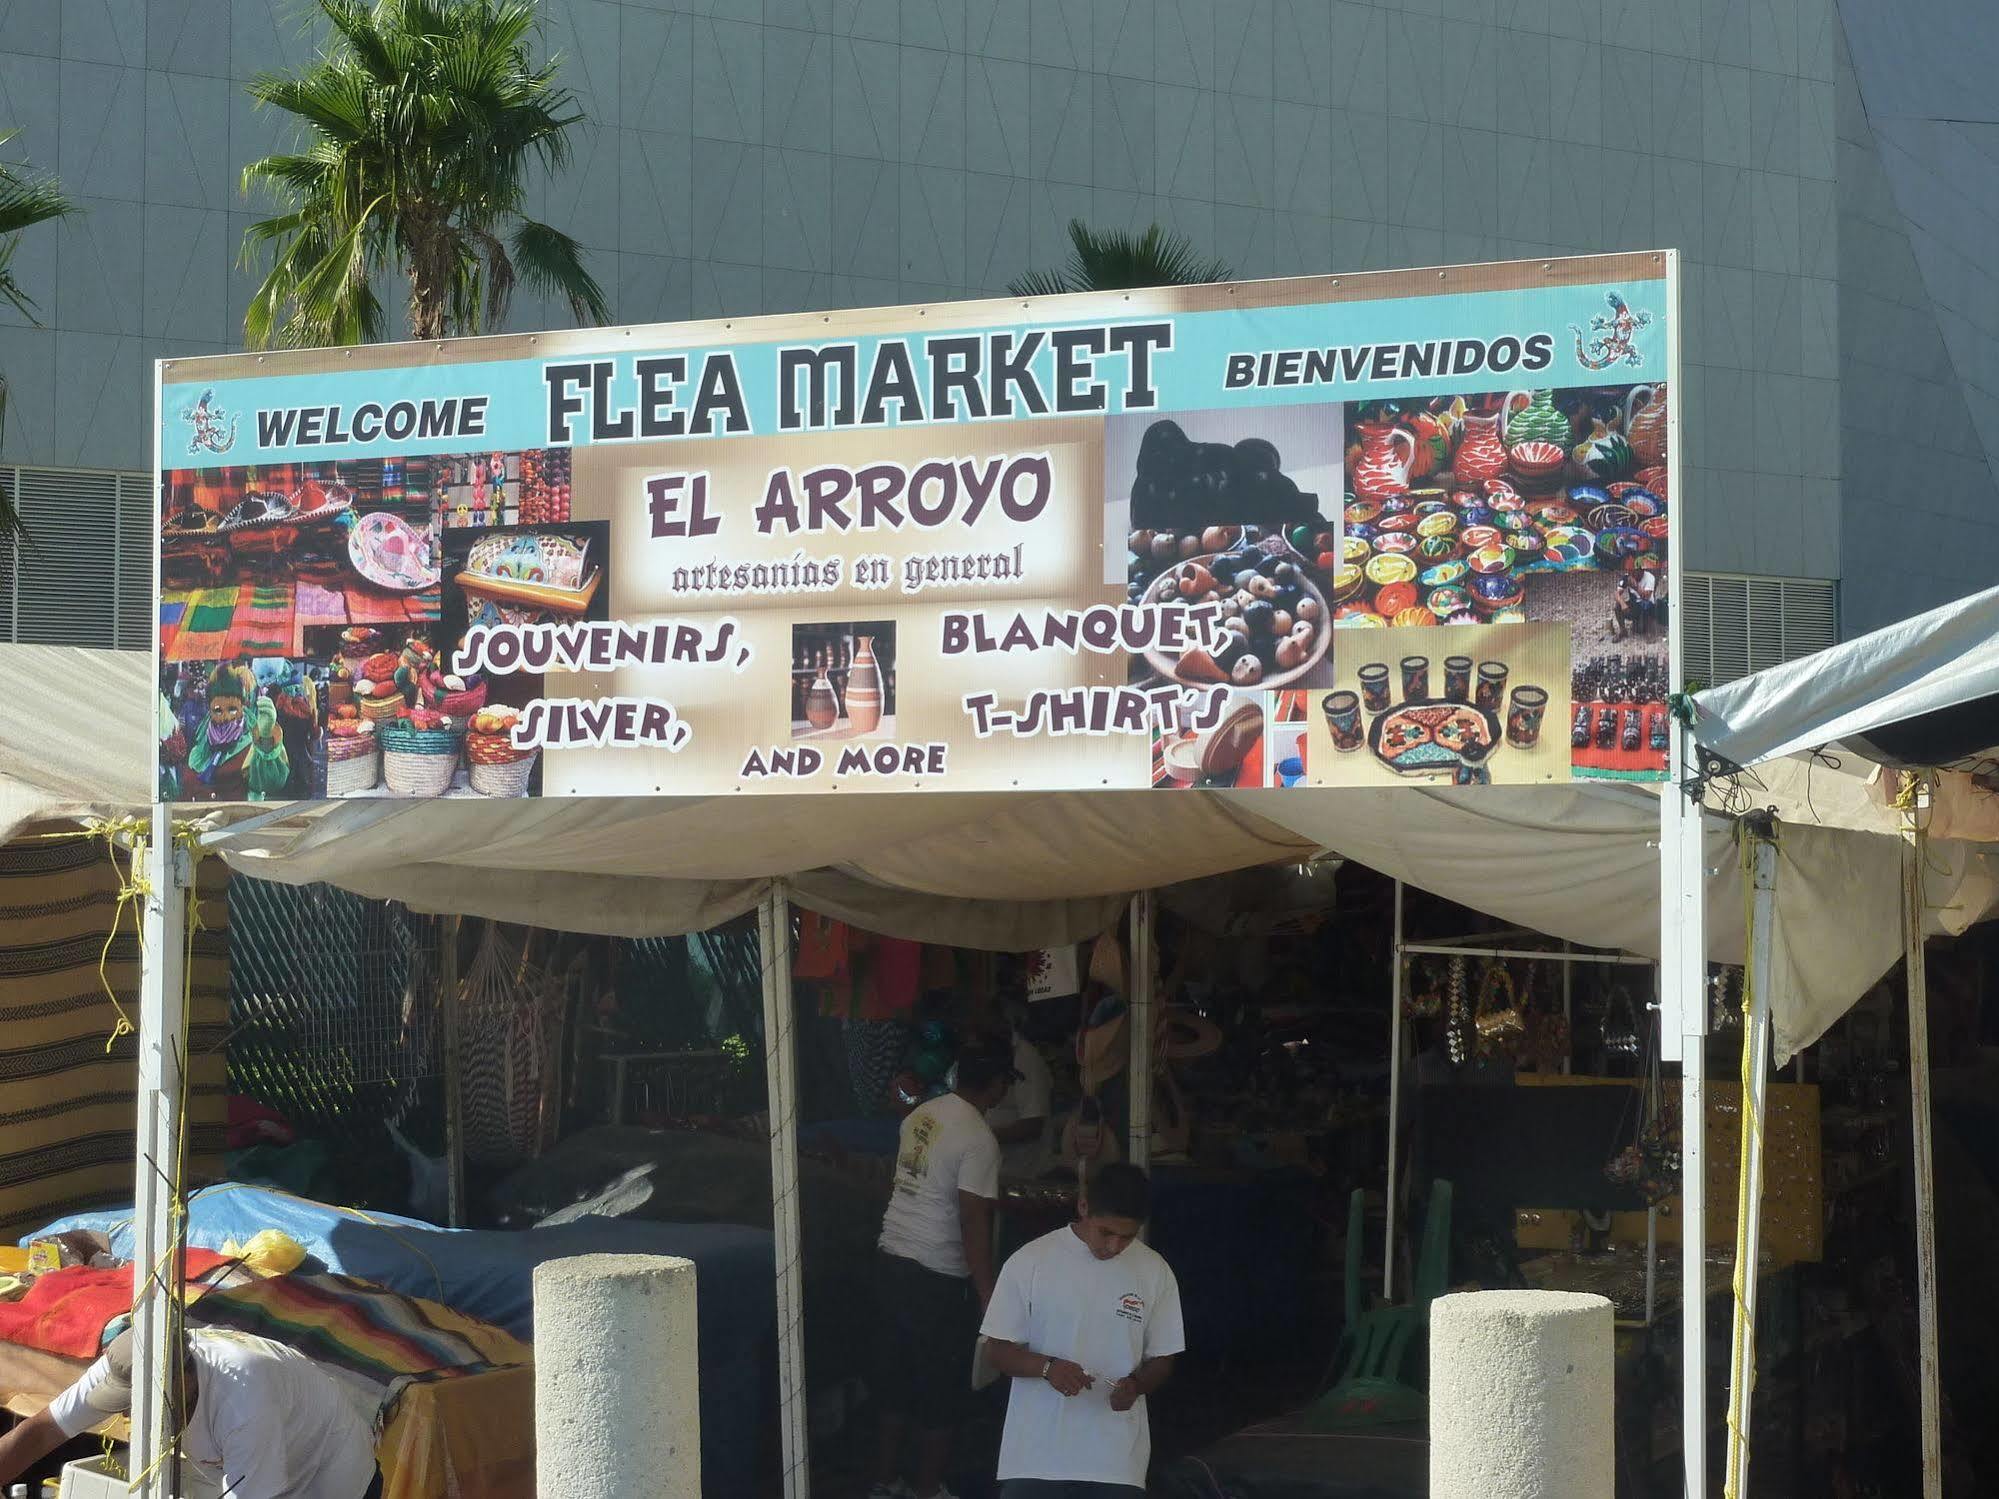 WELCOME FLEA MARKET BIENVENIDOS
EL ARROYO
artesanias en general
SOUVENIRS, BLANQUET,
SILVER, T-SHIRT'S
AND MORE